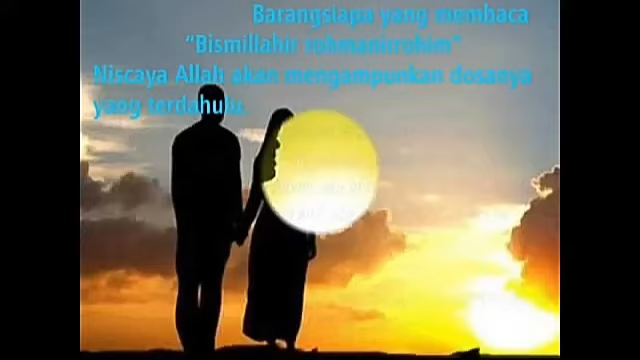 Barangsiapa yang membaca
“Bismillahir rohmanirrohim”
Niscaya Allah akan mengampunkan dosanya
yang terdahulu.